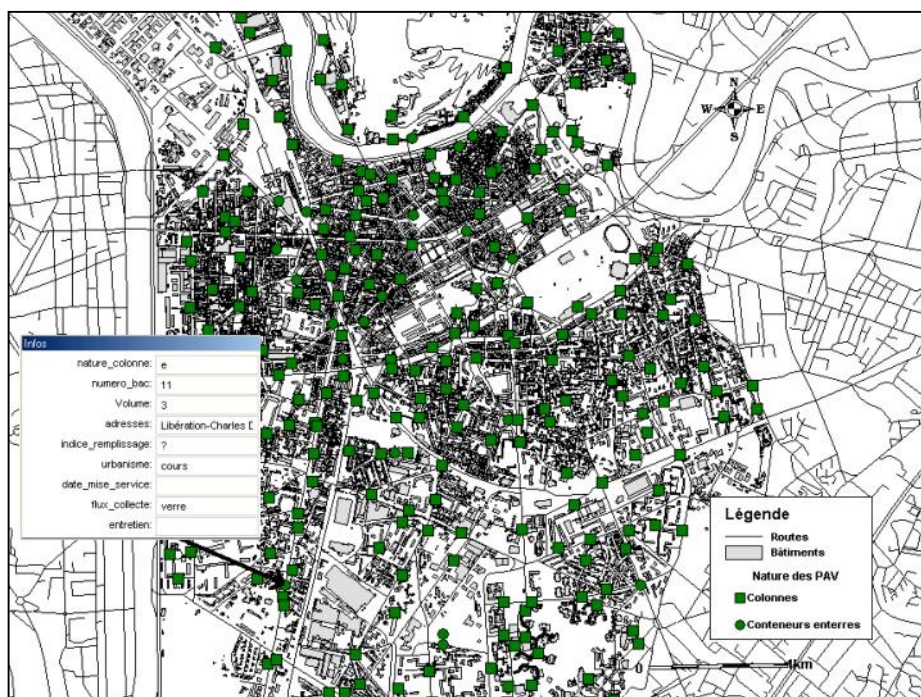 N
W E
S
Infos
nature_colonne: e
numero_bac: 11
Volume: 3
adresses: Libération-Charles D
indice_remplissage: ?
urbanisme: cours
date_mise_service:
flux_collecte: verre
entretien:
Légende
Routes
Bâtiments
Nature des PAV
Colonnes
Conteneurs enterres
1km